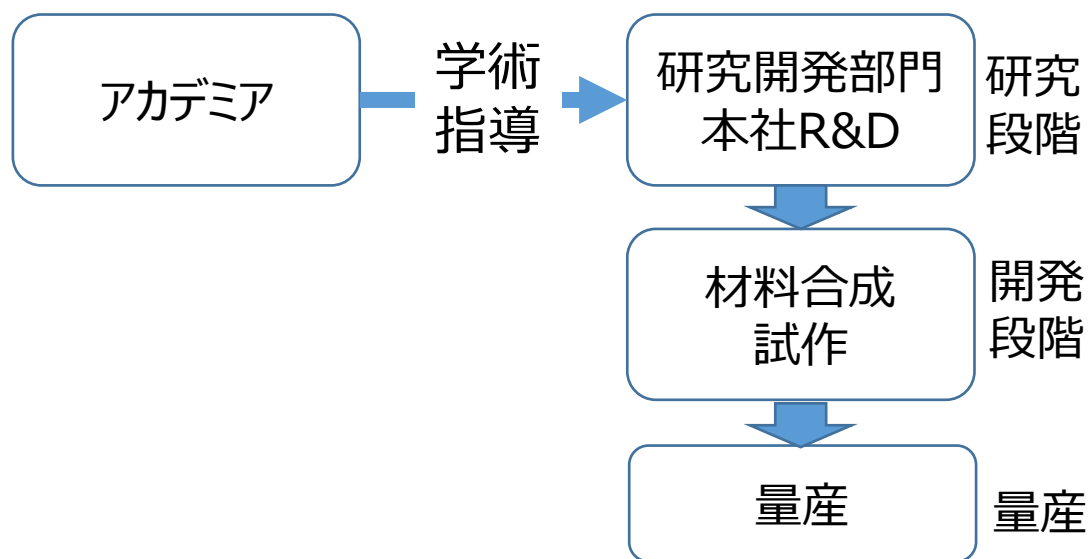 アカデミア
学術
指導
研究開発部門
本社R&D
研究
段階
材料合成
試作
開発
段階
量産
量産